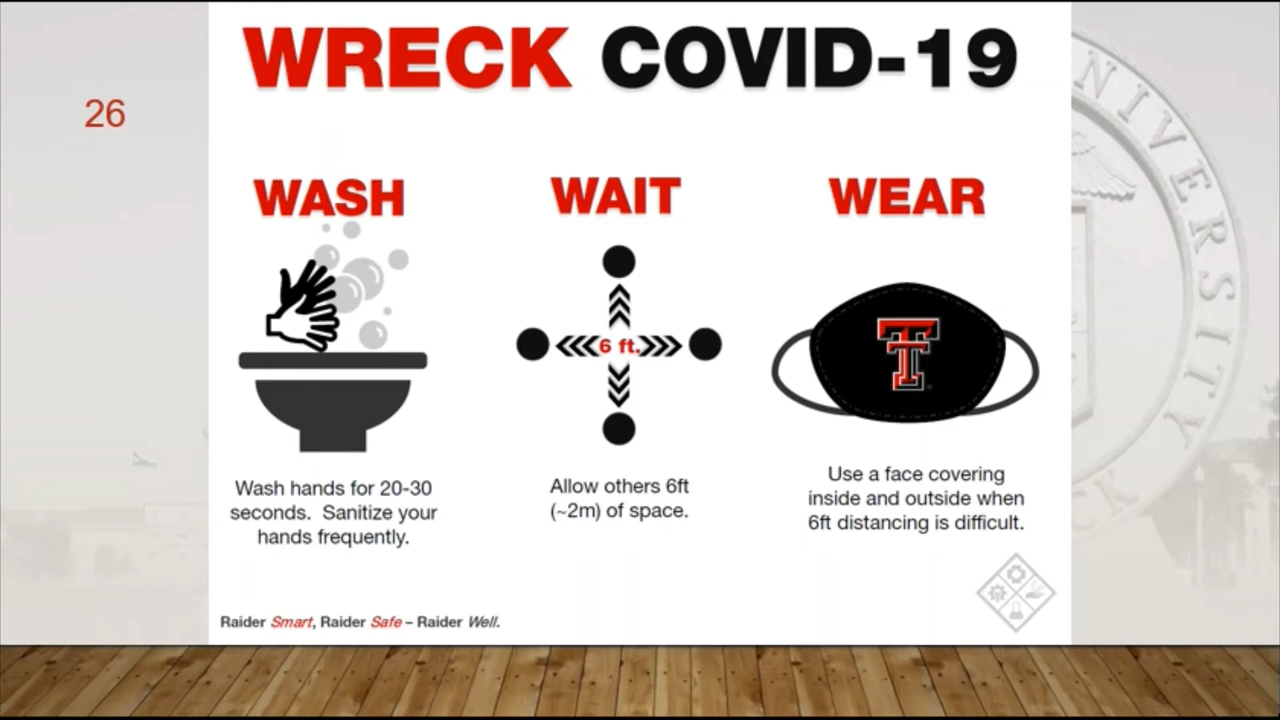 26
WRECK COVID-19
WASH
WAIT
WEAR
6 ft.
Wash hands for 20-30
seconds. Sanitize your
hands frequently.
Allow others 6ft
(~2m) of space.
Use a face covering
inside and outside when
6ft distancing is difficult.
Raider Smart, Raider Safe – Raider Well.
UNIVERSITY